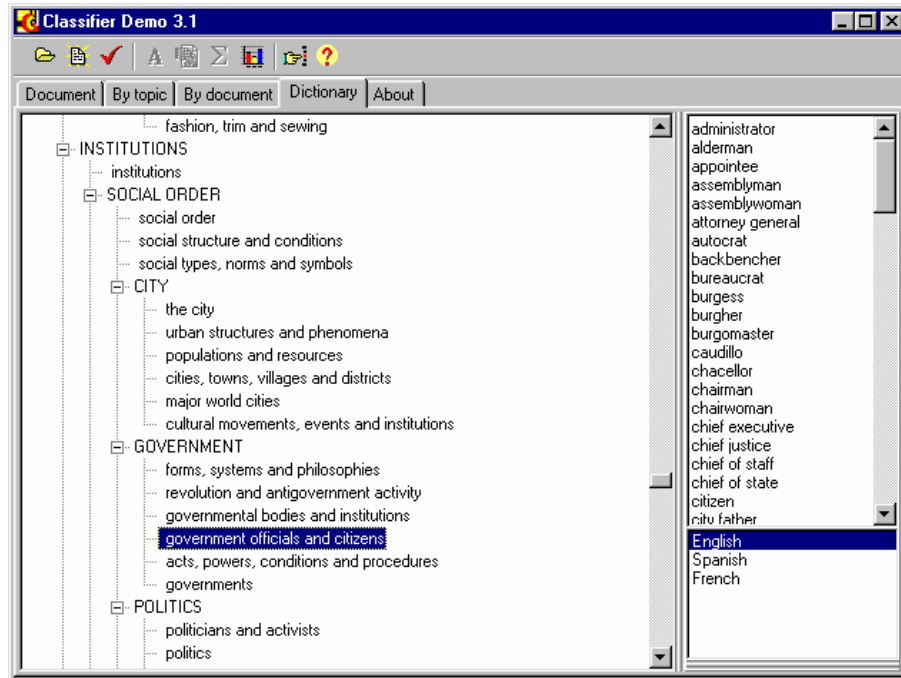 Classifier Demo 3.1
Document By topic By document Dictionary About
fashion, trim and sewing
INSTITUTIONS
institutions
SOCIAL ORDER
social order
social structure and conditions
social types, norms and symbols
CITY
the city
urban structures and phenomena
populations and resources
cities, towns, villages and districts
major world cities
cultural movements, events and institutions
GOVERNMENT
forms, systems and philosophies
revolution and antigovernment activity
governmental bodies and institutions
government officials and citizens
acts, powers, conditions and procedures
governments
POLITICS
politicians and activists
politics
administrator
alderman
appointee
assemblyman
assemblywoman
attorney general
autocrat
backbencher
bureaucrat
burgess
burgher
burgomaster
caudillo
chacellor
chairman
chairwoman
chief executive
chief justice
chief of staff
chief of state
citizen
city father
English
Spanish
French